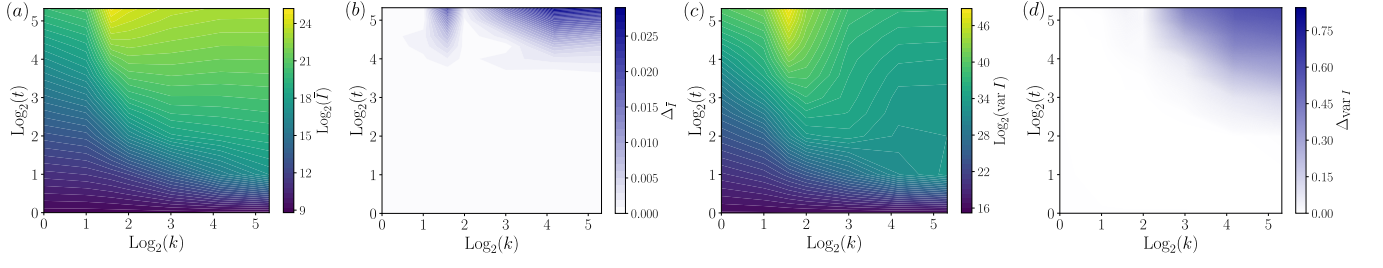 (a)
5
4
3
2
1
0
Log₂(t)
0 1 2 3 4 5
Log₂(k)
24
21
18
15
12
9
Log₂(Ī)
(b)
5
4
3
2
1
0
Log₂(t)
0 1 2 3 4 5
Log₂(k)
0.025
0.020
0.015
0.010
0.005
0.000
Δ_Ī
(c)
5
4
3
2
1
0
Log₂(t)
0 1 2 3 4 5
Log₂(k)
46
40
34
28
22
16
Log₂(var I)
(d)
5
4
3
2
1
0
Log₂(t)
0 1 2 3 4 5
Log₂(k)
0.75
0.60
0.45
0.30
0.15
0.00
Δ_var I